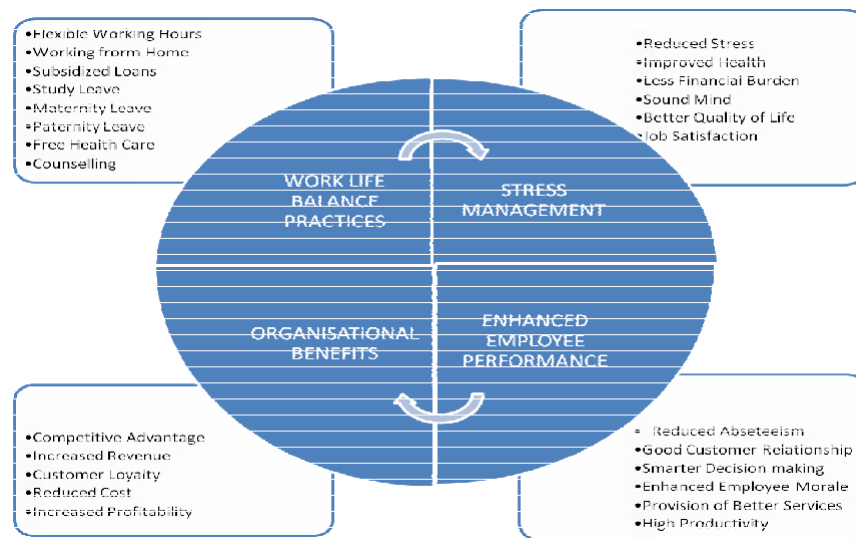 •Flexible Working Hours
•Working frorm Home
•Subsidized Loans
•Study Leave
•Maternity Leave
•Paternity Leave
•Free Health Care
•Counselling
•Reduced Stress
•Improved Health
•Less Financial Burden
•Sound Mind
•Better Quality of Life
•Job Satisfaction
WORK LIFE
BALANCE
PRACTICES
STRESS
MANAGEMENT
ORGANISATIONAL
BENEFITS
ENHANCED
EMPLOYEE
PERFORMANCE
•Competitive Advantage
•Increased Revenue
•Customer Loyalty
•Reduced Cost
•Increased Profitability
• Reduced Abseteeism
•Good Customer Relationship
•Smarter Decision making
•Enhanced Employee Morale
•Provision of Better Services
•High Productivity